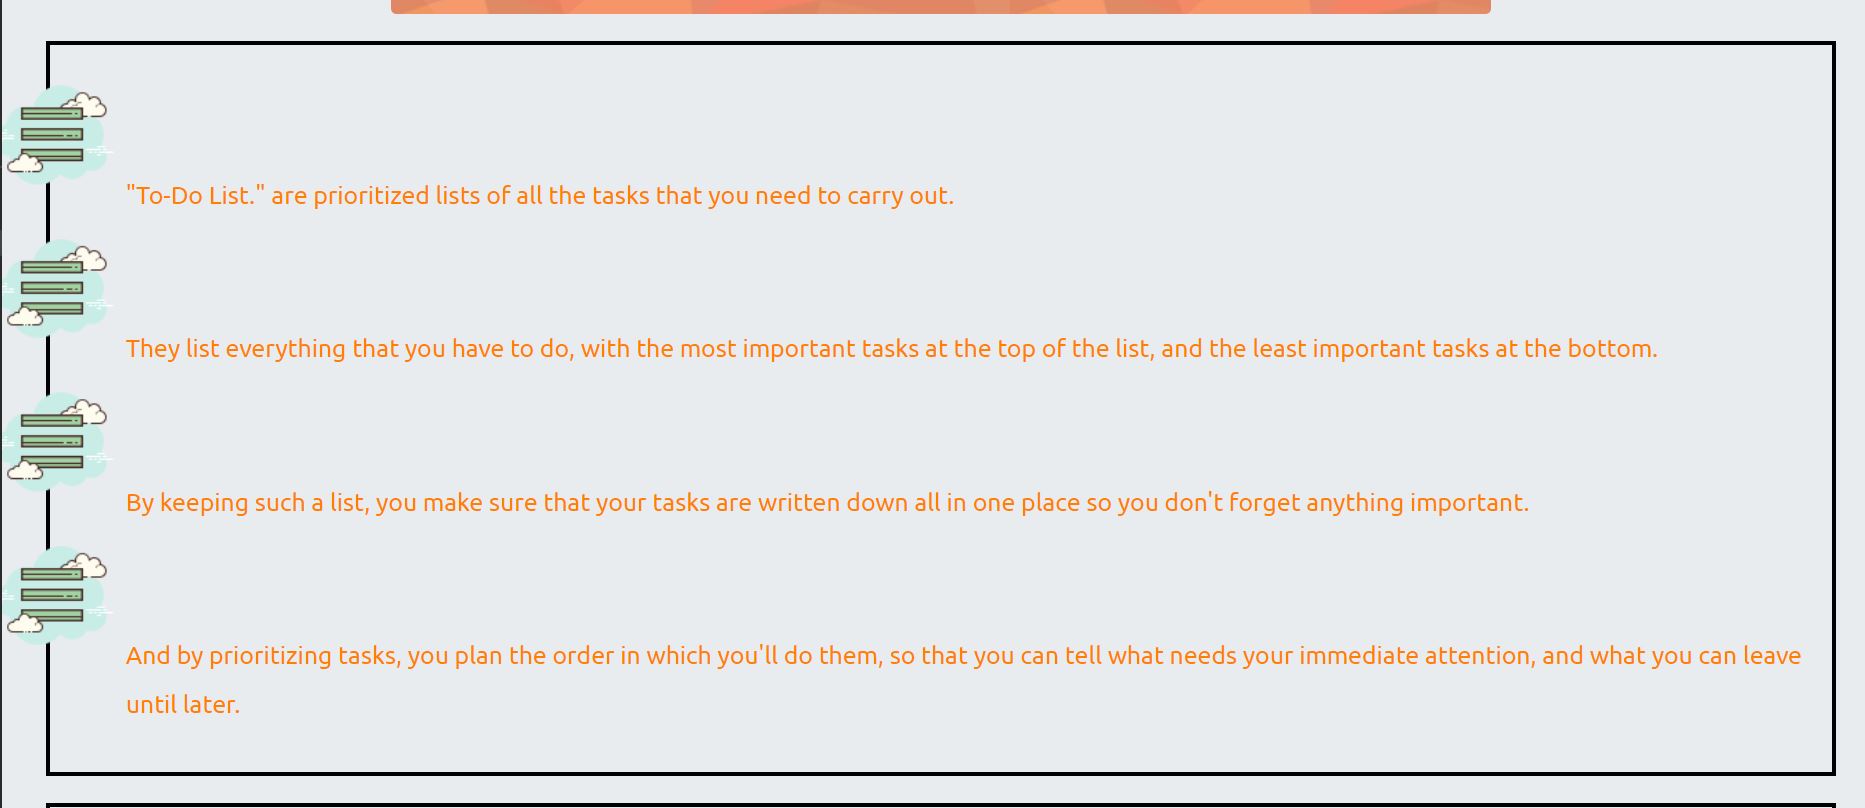 "To-Do List." are prioritized lists of all the tasks that you need to carry out.
They list everything that you have to do, with the most important tasks at the top of the list, and the least important tasks at the bottom.
By keeping such a list, you make sure that your tasks are written down all in one place so you don't forget anything important.
And by prioritizing tasks, you plan the order in which you'll do them, so that you can tell what needs your immediate attention, and what you can leave
until later.